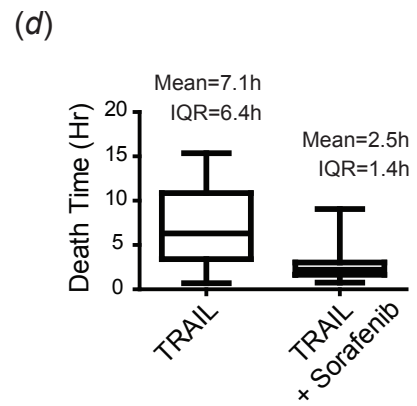 (d)
Mean=7.1h
IQR=6.4h
Mean=2.5h
IQR=1.4h
Death Time (Hr)
20
15
10
5
0
TRAIL
TRAIL
+ Sorafenib